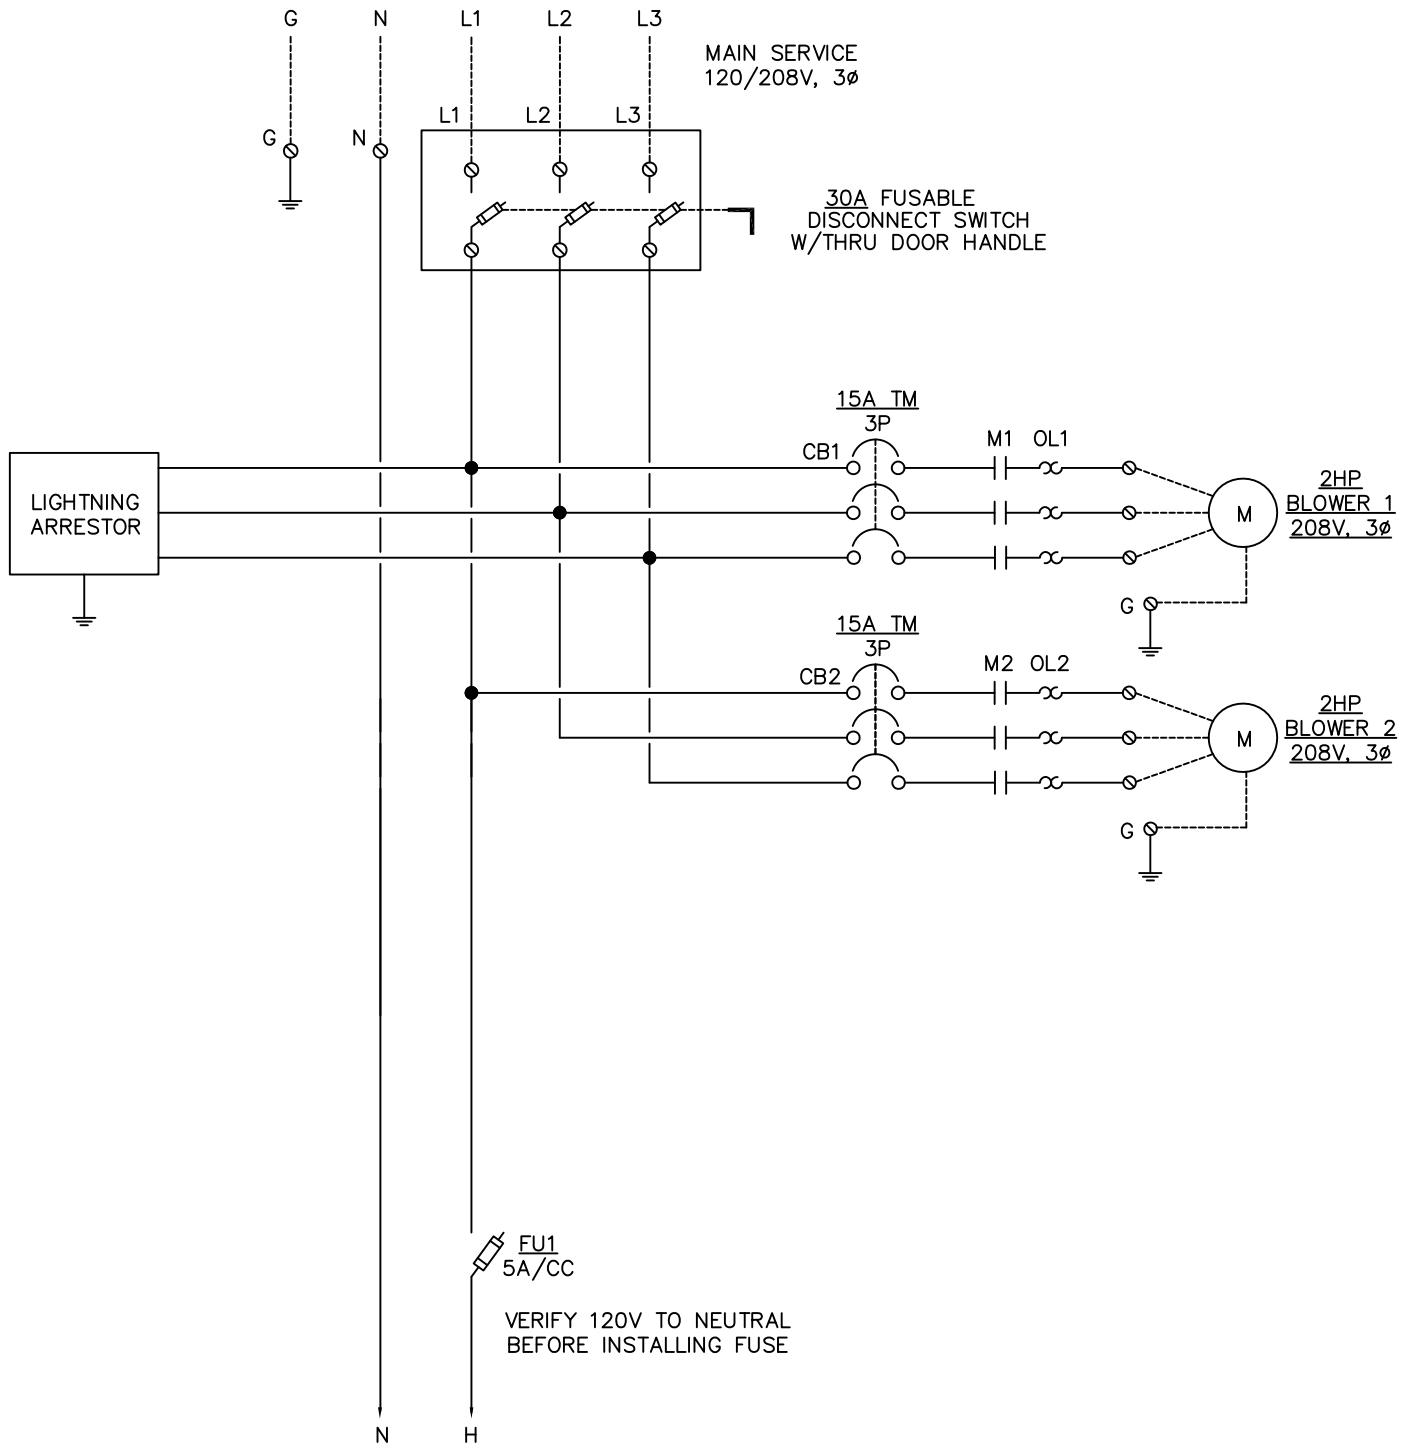 G N L1 L2 L3
MAIN SERVICE
120/208V, 3ø
L1 L2 L3
G N
30A FUSABLE
DISCONNECT SWITCH
W/THRU DOOR HANDLE
15A TM
3P
CB1 M1 OL1
LIGHTNING
ARRESTOR
M
2HP
BLOWER 1
208V, 3ø
G
15A TM
3P
CB2 M2 OL2
M
2HP
BLOWER 2
208V, 3ø
G
FU1
5A/CC
VERIFY 120V TO NEUTRAL
BEFORE INSTALLING FUSE
N H